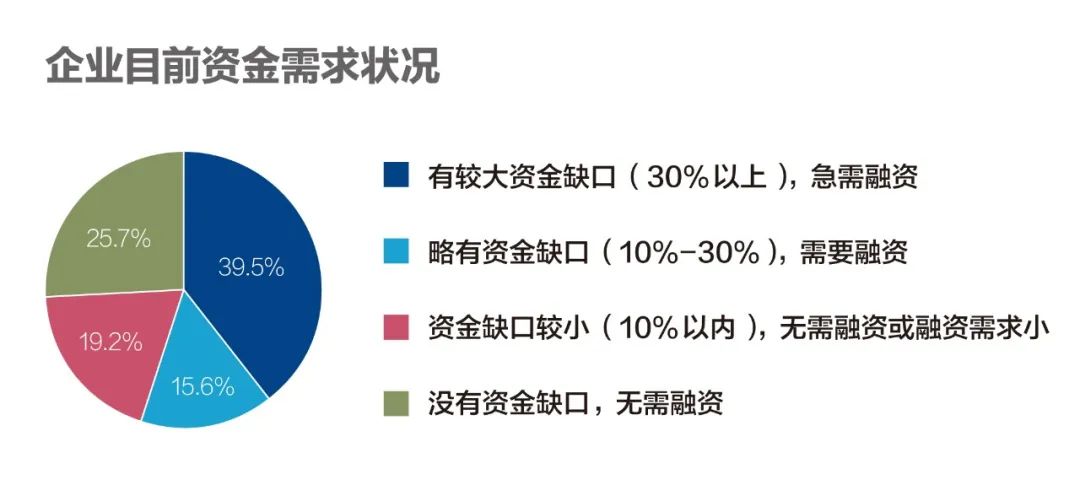 企业目前资金需求状况
25.7%
39.5%
19.2%
15.6%
有较大资金缺口（30%以上），急需融资
略有资金缺口（10%-30%），需要融资
资金缺口较小（10%以内），无需融资或融资需求小
没有资金缺口，无需融资